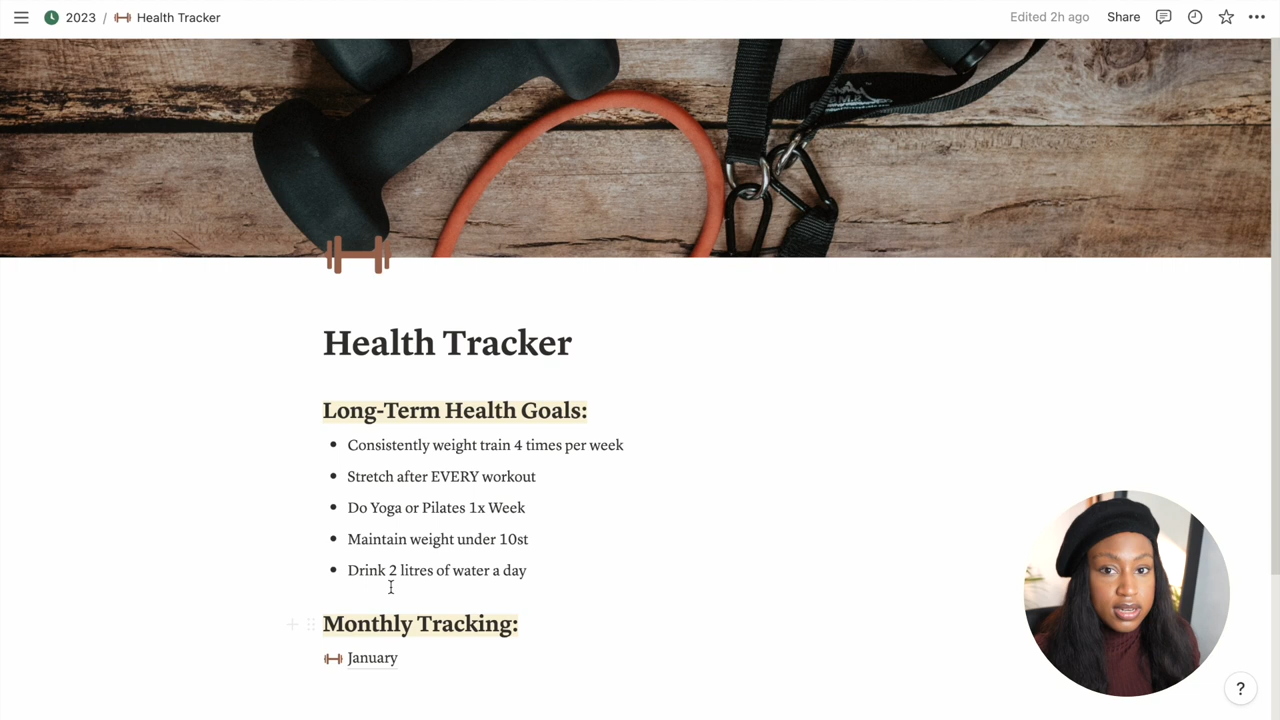 2023 / Health Tracker
Edited 2h ago
Share
Health Tracker
Long-Term Health Goals:
• Consistently weight train 4 times per week
• Stretch after EVERY workout
• Do Yoga or Pilates 1x Week
• Maintain weight under 10st
• Drink 2 litres of water a day
Monthly Tracking:
January
?